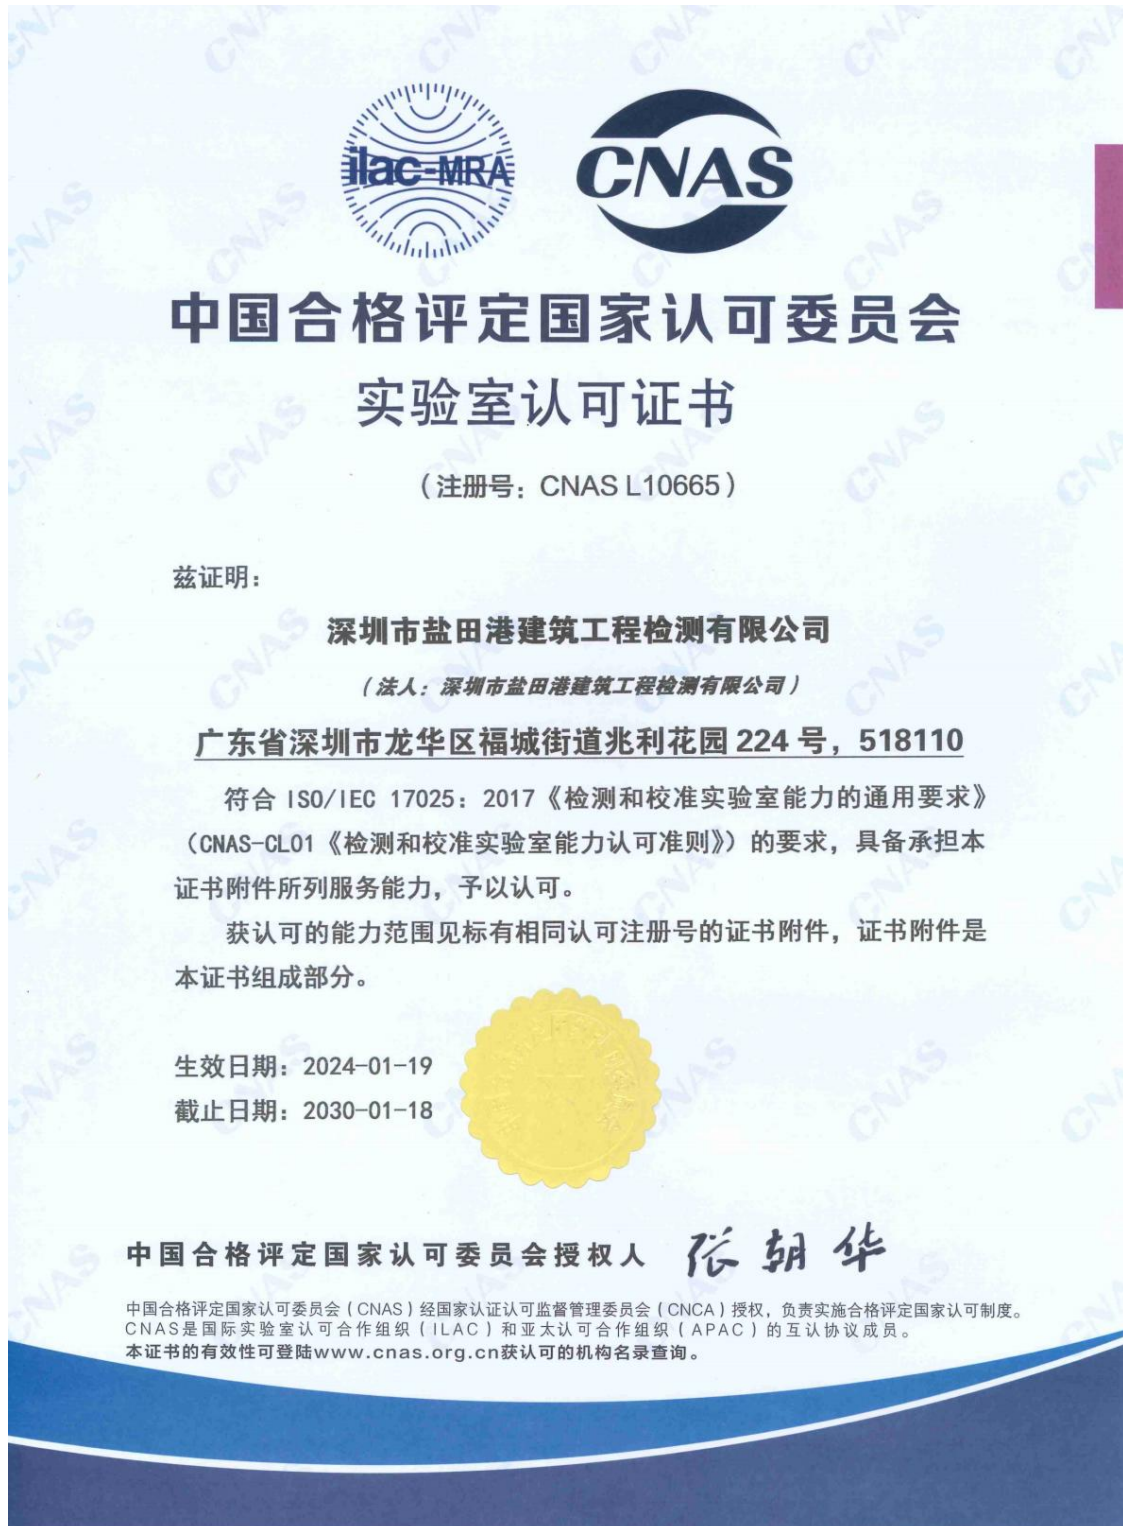 ilac-MRA
CNAS
中国合格评定国家认可委员会
实验室认可证书
（注册号：CNAS L10665）
兹证明：
深圳市盐田港建筑工程检测有限公司
（法人：深圳市盐田港建筑工程检测有限公司）
广东省深圳市龙华区福城街道兆利花园 224 号，518110
符合 ISO/IEC 17025：2017《检测和校准实验室能力的通用要求》
（CNAS-CL01《检测和校准实验室能力认可准则》）的要求，具备承担本
证书附件所列服务能力，予以认可。
获认可的能力范围见标有相同认可注册号的证书附件，证书附件是
本证书组成部分。
生效日期：2024-01-19
截止日期：2030-01-18
中国合格评定国家认可委员会授权人 张朝华
中国合格评定国家认可委员会（CNAS）经国家认证认可监督管理委员会（CNCA）授权，负责实施合格评定国家认可制度。
CNAS是国际实验室认可合作组织（ILAC）和亚太认可合作组织（APAC）的互认协议成员。
本证书的有效性可登陆www.cnas.org.cn获认可的机构名录查询。